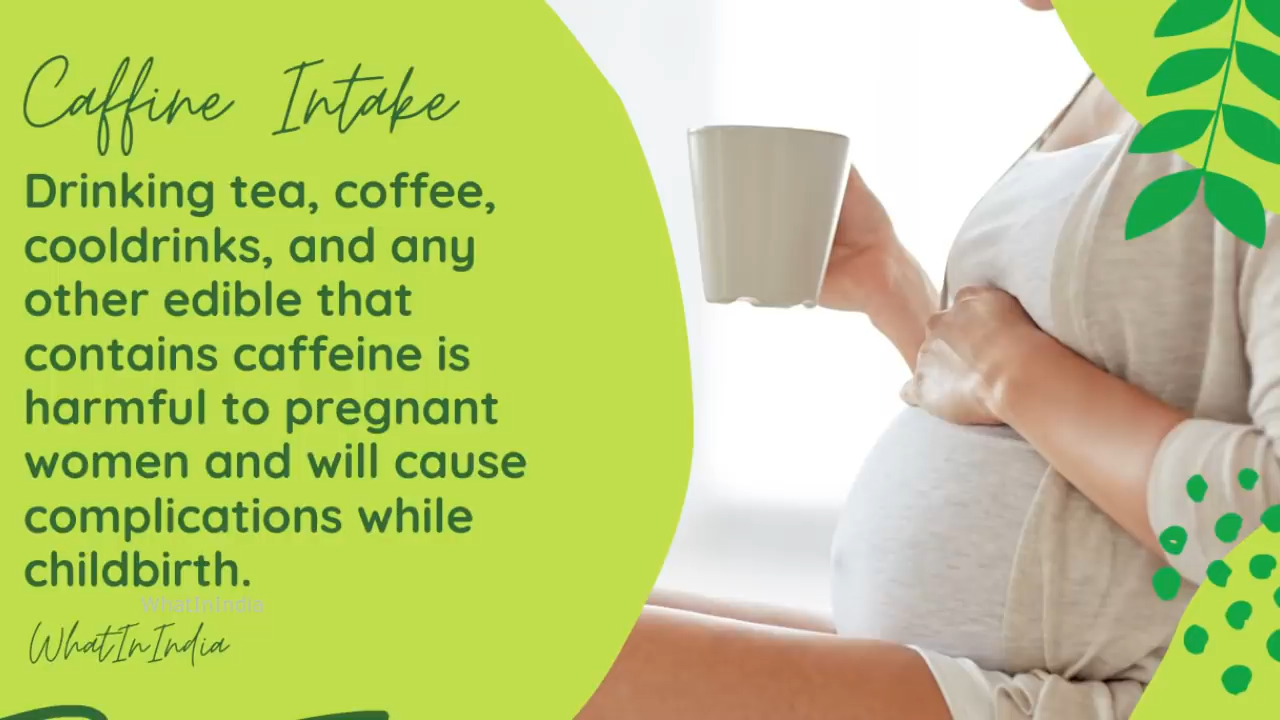 Caffine Intake
Drinking tea, coffee,
cooldrinks, and any
other edible that
contains caffeine is
harmful to pregnant
women and will cause
complications while
childbirth.
WhatInIndia
WhatInIndia